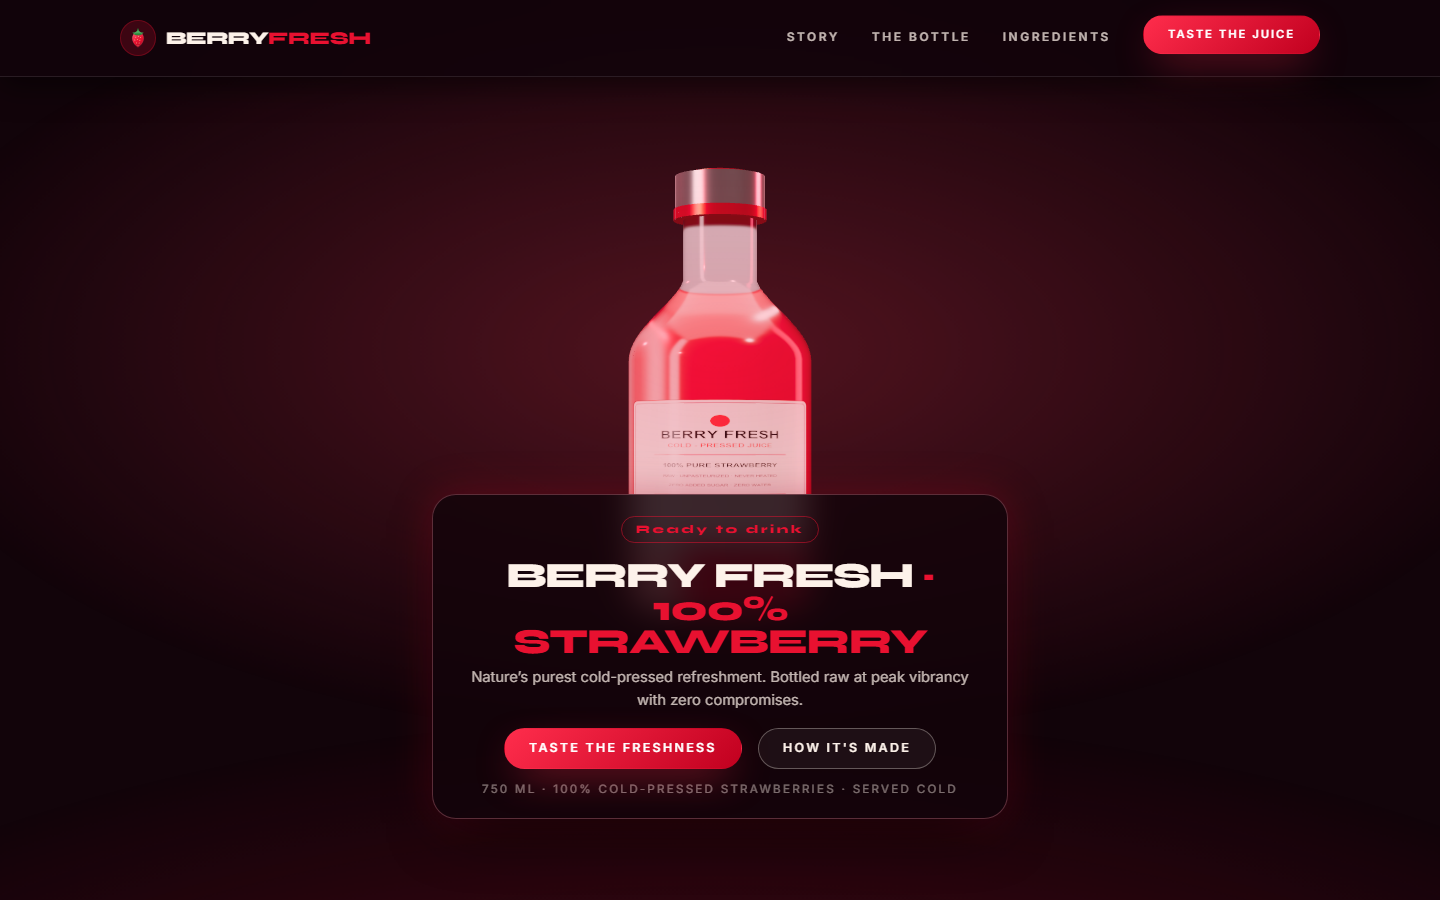 BERRYFRESH
STORY
THE BOTTLE
INGREDIENTS
TASTE THE JUICE
BERRY FRESH
COLD - PRESSED JUICE
100% PURE STRAWBERRY
Ready to drink
BERRY FRESH -
100%
STRAWBERRY
Nature's purest cold-pressed refreshment. Bottled raw at peak vibrancy
with zero compromises.
TASTE THE FRESHNESS
HOW IT'S MADE
750 ML · 100% COLD-PRESSED STRAWBERRIES · SERVED COLD